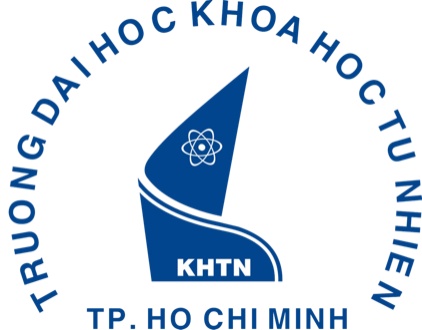 TRUONG DAI HOC KHOA HOC TU NHIEN
KHTN
TP. HO CHI MINH